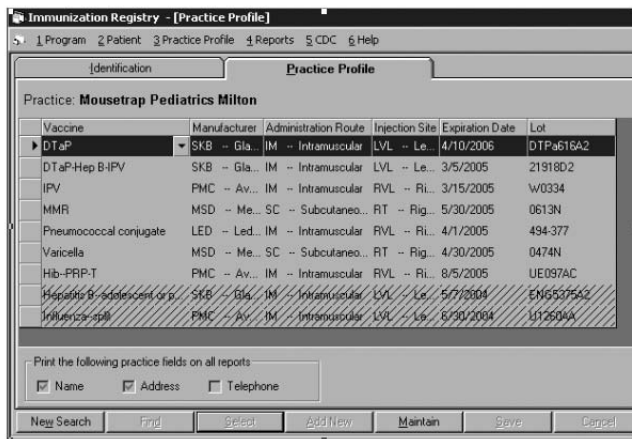 Immunization Registry - [Practice Profile]
1 Program 2 Patient 3 Practice Profile 4 Reports 5 CDC 6 Help
Identification Practice Profile
Practice: Mousetrap Pediatrics Milton
Vaccine Manufacturer Administration Route Injection Site Expiration Date Lot
DTaP SKB -- Gla... IM -- Intramuscular LVL -- Le... 4/10/2006 DTPa616A2
DTaP-Hep B-IPV SKB -- Gla... IM -- Intramuscular LVL -- Le... 3/5/2005 21918D2
IPV PMC -- Av... IM -- Intramuscular RVL -- Ri... 3/15/2005 W0334
MMR MSD -- Me... SC -- Subcutaneo... RT -- Rig... 5/30/2005 0613N
Pneumococcal conjugate LED -- Led... IM -- Intramuscular RVL -- Ri... 4/1/2005 494-377
Varicella MSD -- Me... SC -- Subcutaneo... RT -- Rig... 4/30/2005 0474N
Hib--PRP-T PMC -- Av... IM -- Intramuscular RVL -- Ri... 8/5/2005 UE097AC
Hepatitis B--adolescent or p... SKB -- Gla... IM -- Intramuscular LVL -- Le... 5/7/2004 ENG5375A2
Influenza--split PMC -- Av... IM -- Intramuscular LVL -- Le... 6/30/2004 U1260AA
Print the following practice fields on all reports
Name Address Telephone
New Search Find Select Add New Maintain Save Cancel